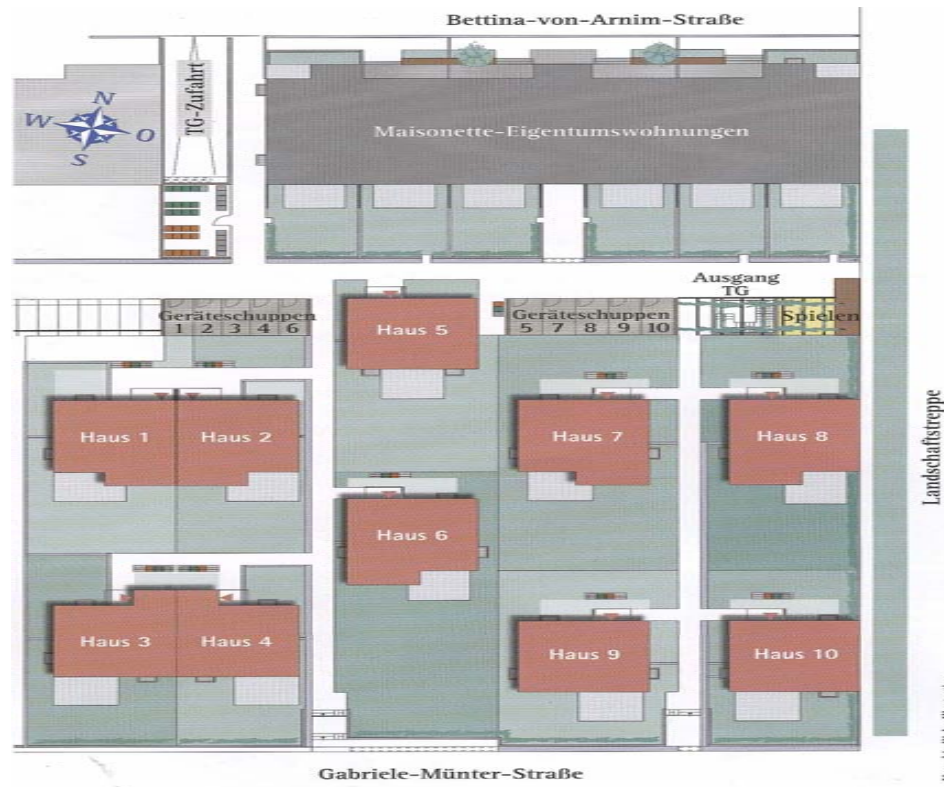 Bettina-von-Arnim-Straße
TG-Zufahrt
N
W
O
S
Maisonette-Eigentumswohnungen
Ausgang
TG
Geräteschuppen
1 2 3 4 6
Haus 5
Geräteschuppen
5 7 8 9 10
Spielen
Haus 1
Haus 2
Haus 7
Haus 8
Landschaftstreppe
Haus 6
Haus 3
Haus 4
Haus 9
Haus 10
Gabriele-Münter-Straße